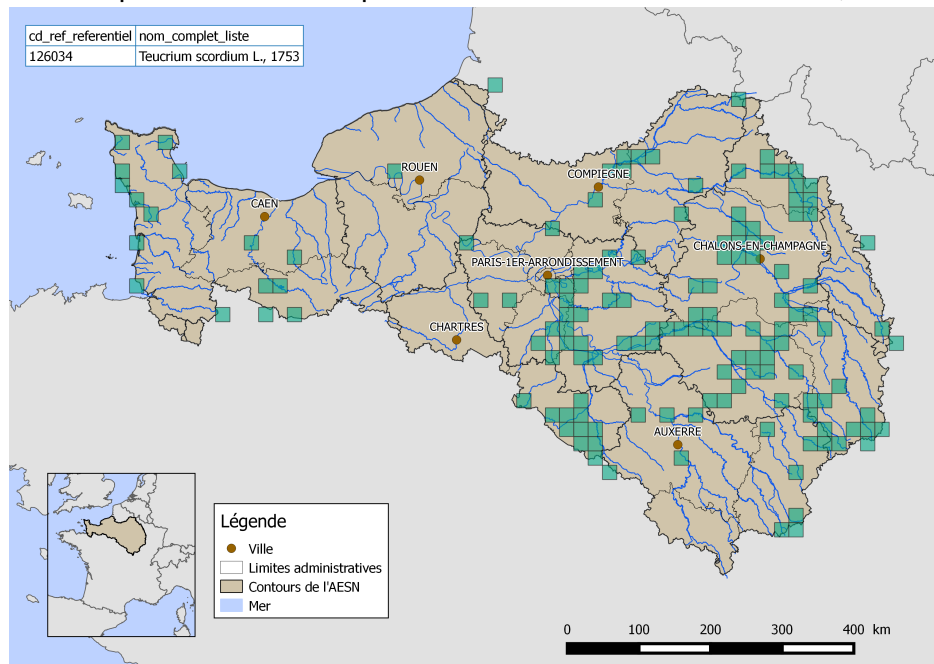 cd_ref_referentiel nom_complet_liste
126034 Teucrium scordium L., 1753
ROUEN
COMPIEGNE
CAEN
CHALONS-EN-CHAMPAGNE
PARIS-1ER-ARRONDISSEMENT
CHARTRES
AUXERRE
Légende
Ville
Limites administratives
Contours de l'AESN
Mer
0 100 200 300 400 km